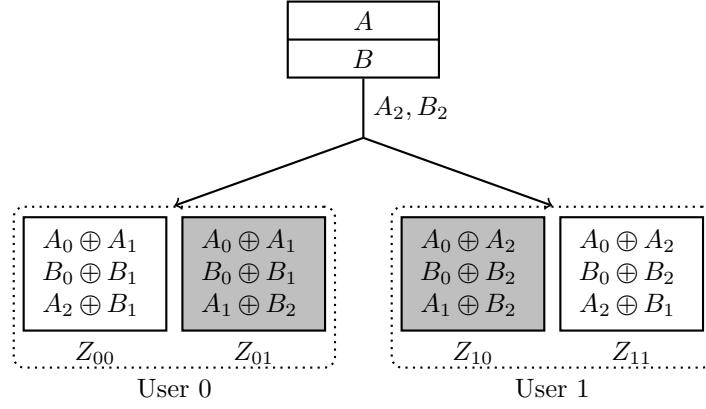 A
B
A₂, B₂
A₀ ⊕ A₁
B₀ ⊕ B₁
A₂ ⊕ B₁
A₀ ⊕ A₁
B₀ ⊕ B₁
A₁ ⊕ B₂
A₀ ⊕ A₂
B₀ ⊕ B₂
A₁ ⊕ B₂
A₀ ⊕ A₂
B₀ ⊕ B₂
A₂ ⊕ B₁
Z₀₀
Z₀₁
Z₁₀
Z₁₁
User 0
User 1